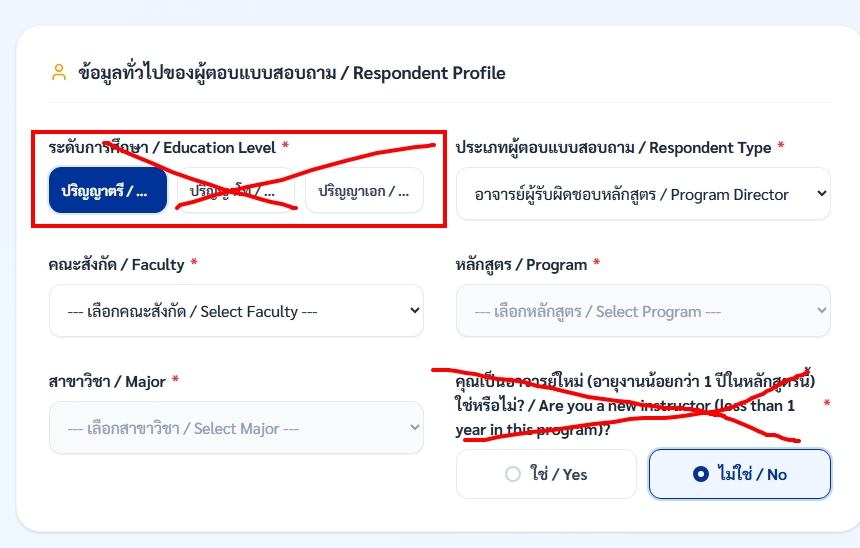 ข้อมูลทั่วไปของผู้ตอบแบบสอบถาม / Respondent Profile
ระดับการศึกษา / Education Level *
ปริญญาตรี / ...
ปริญญาโท / ...
ปริญญาเอก / ...
ประเภทผู้ตอบแบบสอบถาม / Respondent Type *
อาจารย์ผู้รับผิดชอบหลักสูตร / Program Director
คณะสังกัด / Faculty *
--- เลือกคณะสังกัด / Select Faculty ---
หลักสูตร / Program *
--- เลือกหลักสูตร / Select Program ---
สาขาวิชา / Major *
--- เลือกสาขาวิชา / Select Major ---
คุณเป็นอาจารย์ใหม่ (อายุงานน้อยกว่า 1 ปีในหลักสูตรนี้)
ใช่หรือไม่? / Are you a new instructor (less than 1 *
year in this program)?
ใช่ / Yes
ไม่ใช่ / No